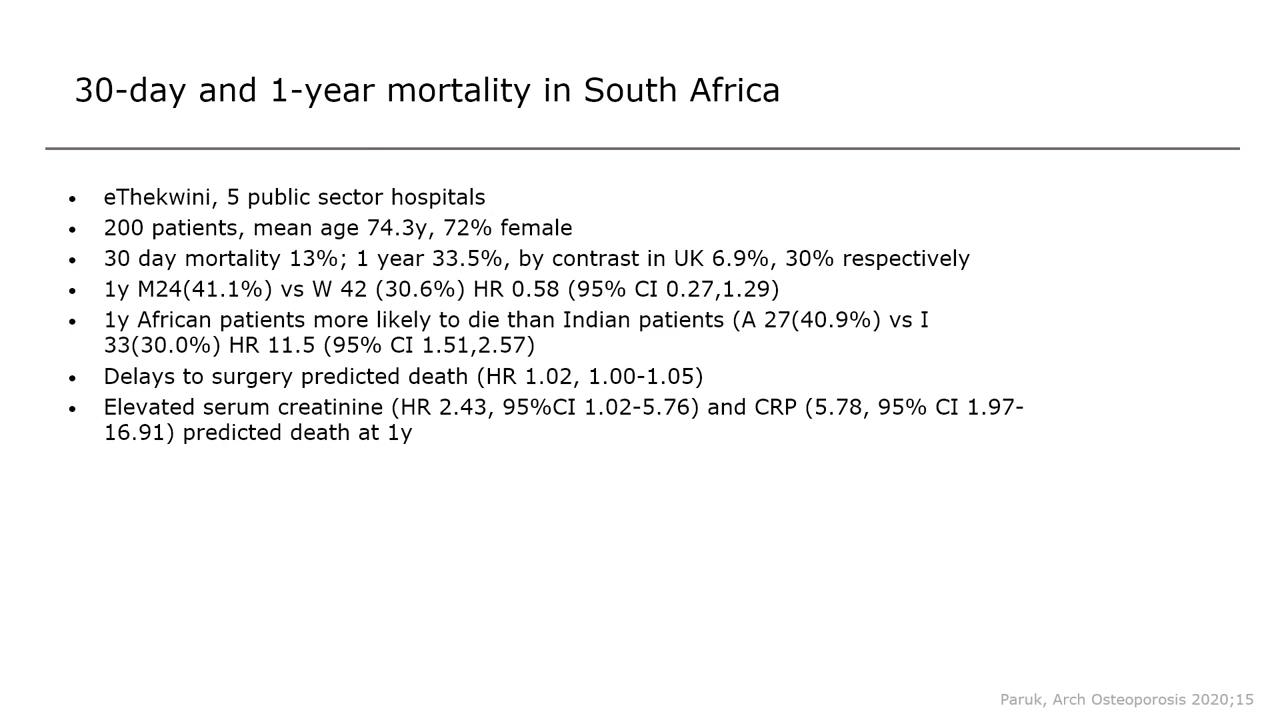 30-day and 1-year mortality in South Africa
• eThekwini, 5 public sector hospitals
• 200 patients, mean age 74.3y, 72% female
• 30 day mortality 13%; 1 year 33.5%, by contrast in UK 6.9%, 30% respectively
• 1y M24(41.1%) vs W 42 (30.6%) HR 0.58 (95% CI 0.27,1.29)
• 1y African patients more likely to die than Indian patients (A 27(40.9%) vs I
33(30.0%) HR 11.5 (95% CI 1.51,2.57)
• Delays to surgery predicted death (HR 1.02, 1.00-1.05)
• Elevated serum creatinine (HR 2.43, 95%CI 1.02-5.76) and CRP (5.78, 95% CI 1.97-
16.91) predicted death at 1y
Paruk, Arch Osteoporosis 2020;15